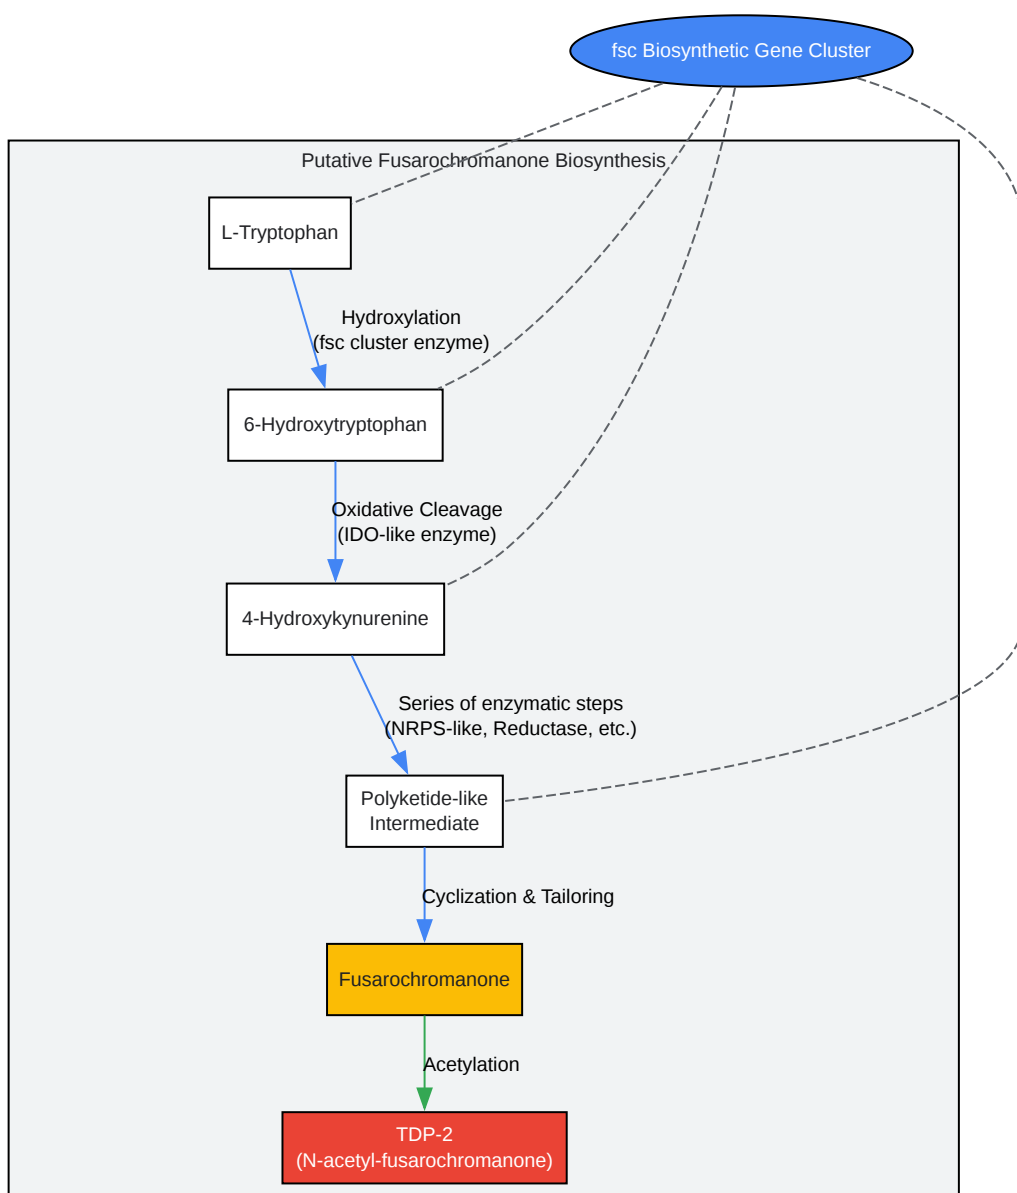 fsc Biosynthetic Gene Cluster
Putative Fusarochromanone Biosynthesis
L-Tryptophan
Hydroxylation
(fsc cluster enzyme)
6-Hydroxytryptophan
Oxidative Cleavage
(IDO-like enzyme)
4-Hydroxykynurenine
Series of enzymatic steps
(NRPS-like, Reductase, etc.)
Polyketide-like
Intermediate
Cyclization & Tailoring
Fusarochromanone
Acetylation
TDP-2
(N-acetyl-fusarochromanone)